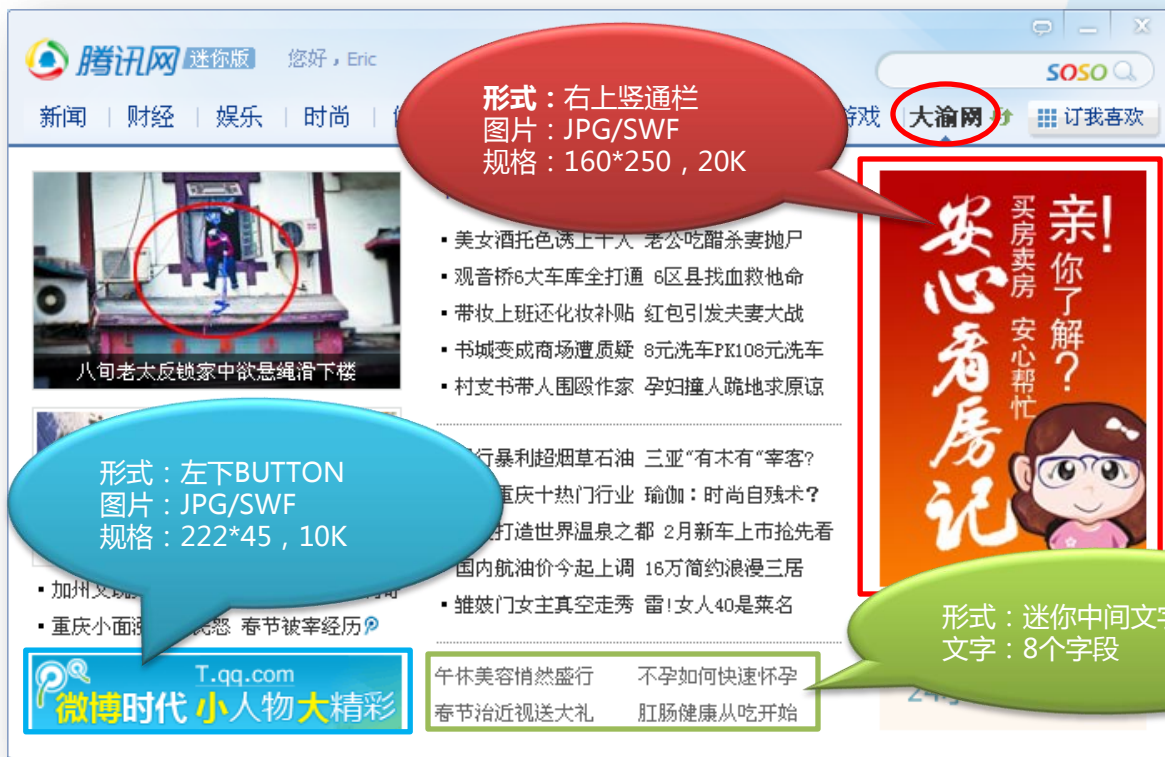 腾讯网 迷你版 您好，Eric
SOSO
新闻 财经 娱乐 时尚 游戏 大渝网 订我喜欢
形式：右上竖通栏
图片：JPG/SWF
规格：160*250，20K
八旬老太反锁家中欲悬绳滑下楼
美女酒托色诱上千人 老公吃醋杀妻抛尸
观音桥6大车库全打通 6区县找血救他命
带妆上班还化妆补贴 红包引发夫妻大战
书城变成商场遭质疑 8元洗车PK108元洗车
村支书带人围殴作家 孕妇撞人跪地求原谅
行暴利超烟草石油 三亚“有木有”宰客?
重庆十热门行业 瑜伽：时尚自残术?
打造世界温泉之都 2月新车上市抢先看
国内航油价今起上调 16万简约浪漫三居
雏妓门女主真空走秀 雷!女人40是菜名
形式：左下BUTTON
图片：JPG/SWF
规格：222*45，10K
加州
重庆小面 春节被宰经历
T.qq.com
微博时代 小人物大精彩
午休美容悄然盛行 不孕如何快速怀孕
春节治近视送大礼 肛肠健康从吃开始
亲!你了解?
买房卖房 安心帮忙
安心看房记
形式：迷你中间文字
文字：8个字段